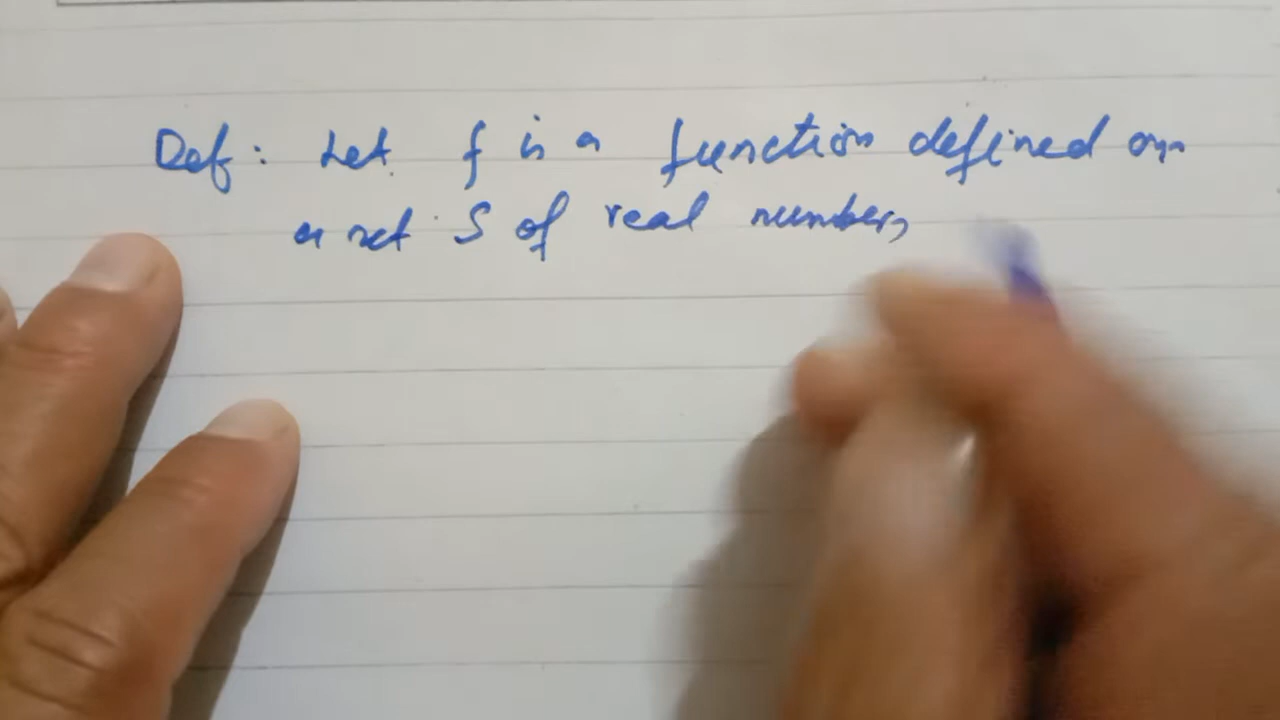 Def: Let f is a function defined on
a set S of real numbers